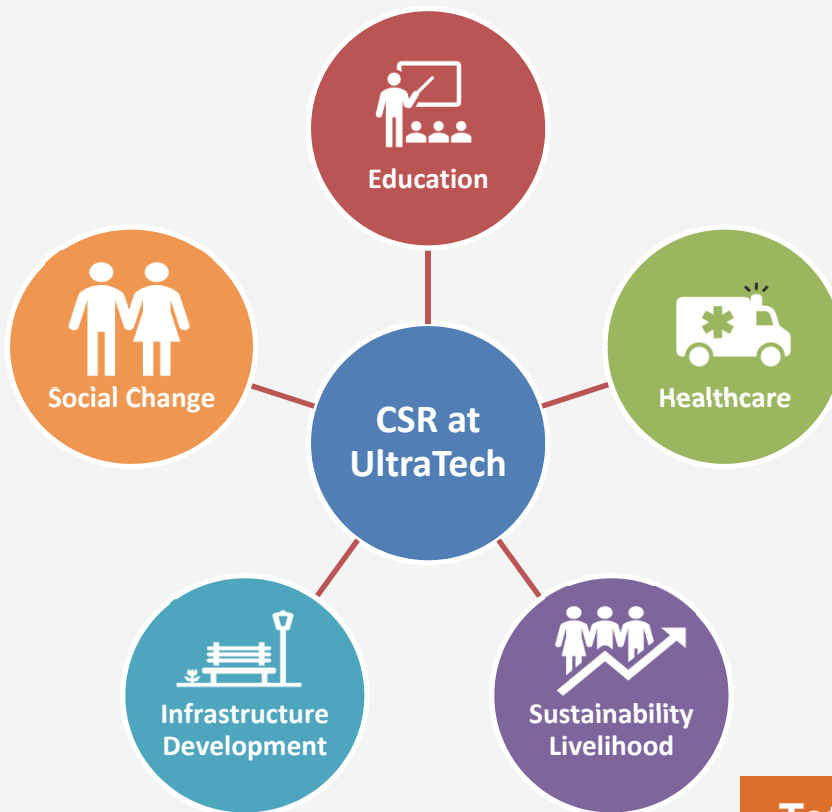 Education
Social Change
Healthcare
CSR at
UltraTech
Infrastructure
Development
Sustainability
Livelihood